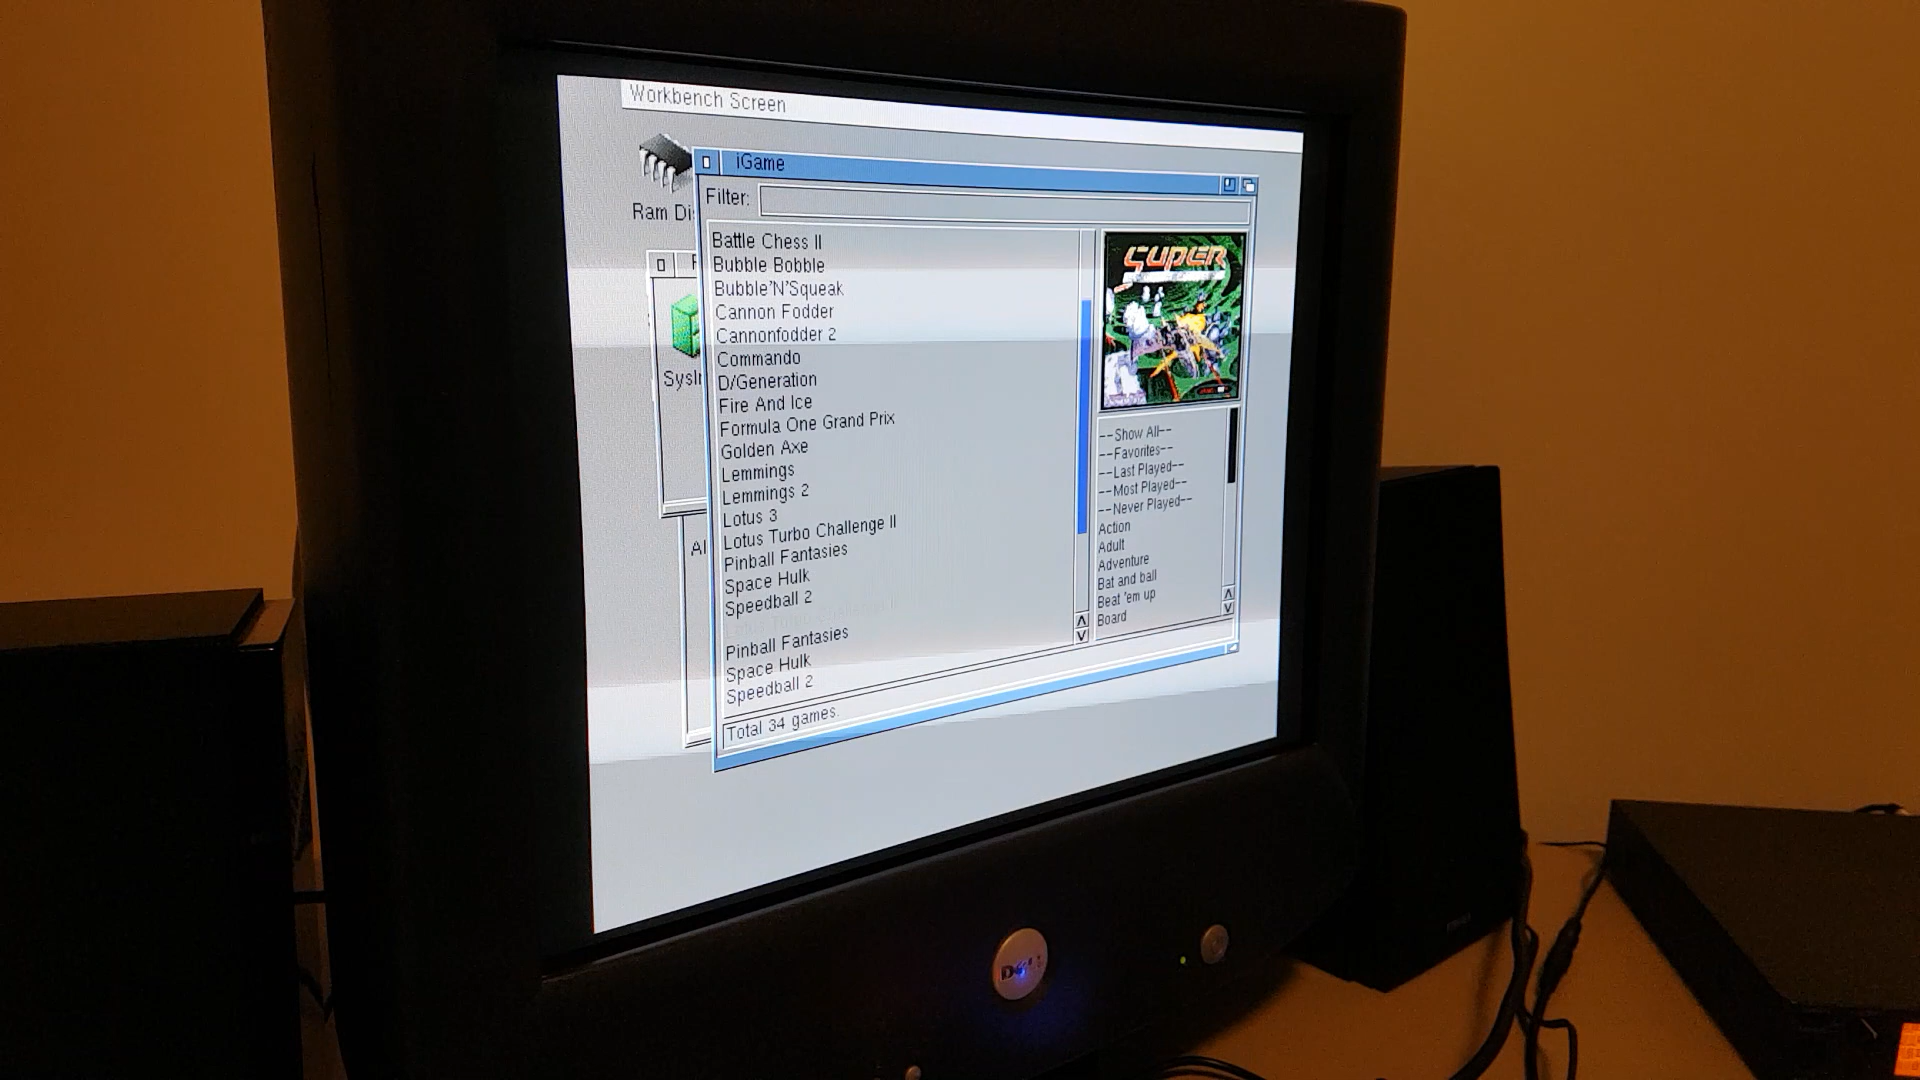 Workbench Screen
iGame
Ram Di
Filter:
Battle Chess II
Bubble Bobble
Bubble'N'Squeak
Cannon Fodder
Cannonfodder 2
Commando
D/Generation
Fire And Ice
Formula One Grand Prix
Golden Axe
Lemmings
Lemmings 2
Lotus 3
Lotus Turbo Challenge II
Pinball Fantasies
Space Hulk
Speedball 2
Pinball Fantasies
Space Hulk
Speedball 2
Total 34 games.
SUPER
--Show All--
--Favorites--
--Last Played--
--Most Played--
--Never Played--
Action
Adult
Adventure
Bat and ball
Beat 'em up
Board
SysI
Al
DELL